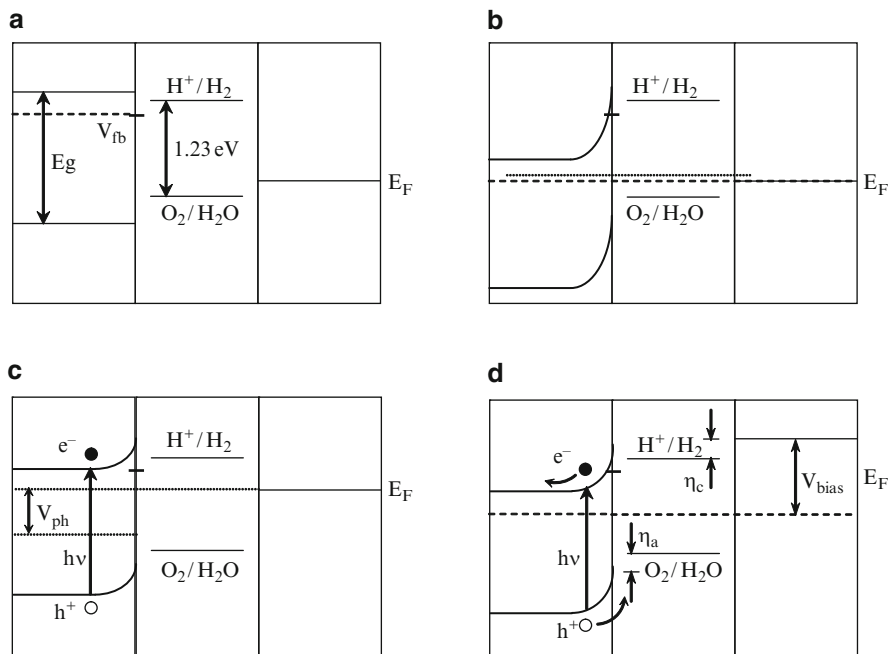 a
H⁺/H₂
V_fb
Eg
1.23 eV
E_F
O₂/H₂O
b
H⁺/H₂
E_F
O₂/H₂O
c
e⁻
H⁺/H₂
E_F
V_ph
hν
O₂/H₂O
h⁺
d
e⁻
H⁺/H₂
η_c
V_bias
E_F
η_a
hν
O₂/H₂O
h⁺